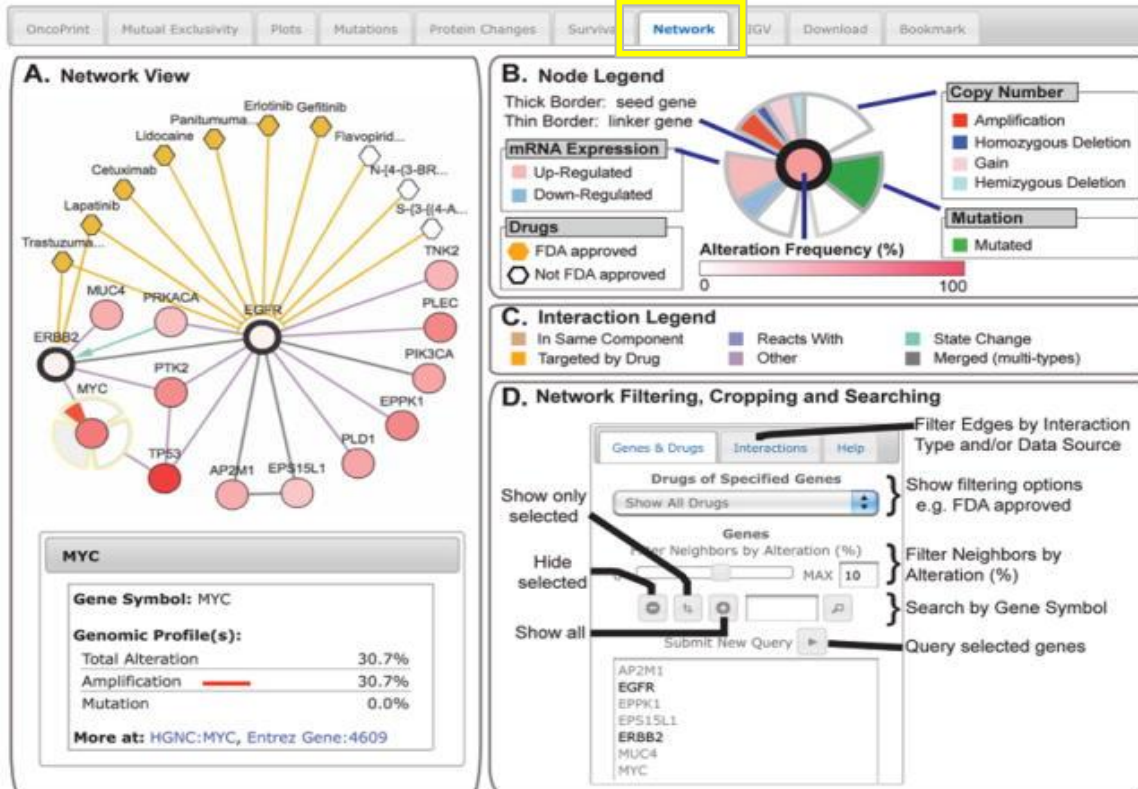 OncoPrint Mutual Exclusivity Plots Mutations Protein Changes Surviva Network IGV Download Bookmark
A. Network View
Erlotinib Gefitinib
Panitumuma...
Lidocaine
Flavopirid...
Cetuximab
N-[4-(3-BR...
Lapatinib
S-{3-[(4-A...
Trastuzuma...
TNK2
MUC4
PRKACA
EGFR
PLEC
ERBB2
PIK3CA
PTK2
MYC
EPPK1
TP53
PLD1
AP2M1 EPS15L1
MYC
Gene Symbol: MYC
Genomic Profile(s):
Total Alteration 30.7%
Amplification 30.7%
Mutation 0.0%
More at: HGNC:MYC, Entrez Gene:4609
B. Node Legend
Thick Border: seed gene
Thin Border: linker gene
mRNA Expression
Up-Regulated
Down-Regulated
Drugs
FDA approved
Not FDA approved
Copy Number
Amplification
Homozygous Deletion
Gain
Hemizygous Deletion
Mutation
Mutated
Alteration Frequency (%)
0 100
C. Interaction Legend
In Same Component Reacts With State Change
Targeted by Drug Other Merged (multi-types)
D. Network Filtering, Cropping and Searching
Filter Edges by Interaction
Type and/or Data Source
Genes & Drugs Interactions Help
Drugs of Specified Genes
Show All Drugs
Show filtering options
e.g. FDA approved
Show only
selected
Genes
Filter Neighbors by Alteration (%)
0 MAX 10
Filter Neighbors by
Alteration (%)
Hide
selected
Search by Gene Symbol
Show all
Submit New Query
Query selected genes
AP2M1
EGFR
EPPK1
EPS15L1
ERBB2
MUC4
MYC